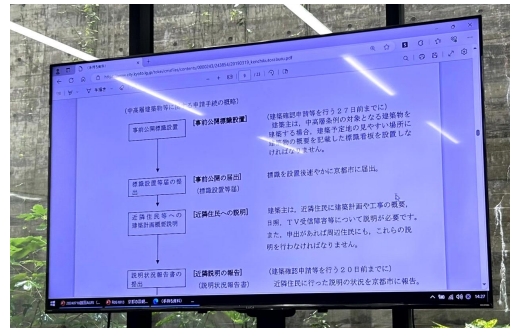 (中高層建築物等に係る申請手続の概略)
事前公開標識設置
[事前公開標識設置]
(建築確認申請等を行う27日前までに)
建築主は、中高層条例の対象となる建築物を
建築する場合、建築予定地の見やすい場所に
建築物の概要を記載した標識看板を設置しな
ければなりません。
標識設置等届の提
出
[事前公開の届出]
(標識設置等届)
標識を設置後速やかに京都市に届出。
近隣住民等への
建築計画概要説明
[近隣住民への説明]
建築主は、近隣住民に建築計画や工事の概要、
日照、TV受信障害等について説明が必要です。
また、申出があれば周辺住民にも、これらの説
明を行わなければなりません。
説明状況報告書の
提出
[近隣説明の報告]
(説明状況報告書)
(建築確認申請等を行う20日前までに)
近隣住民に行った説明の状況を京都市に報告。
14:27